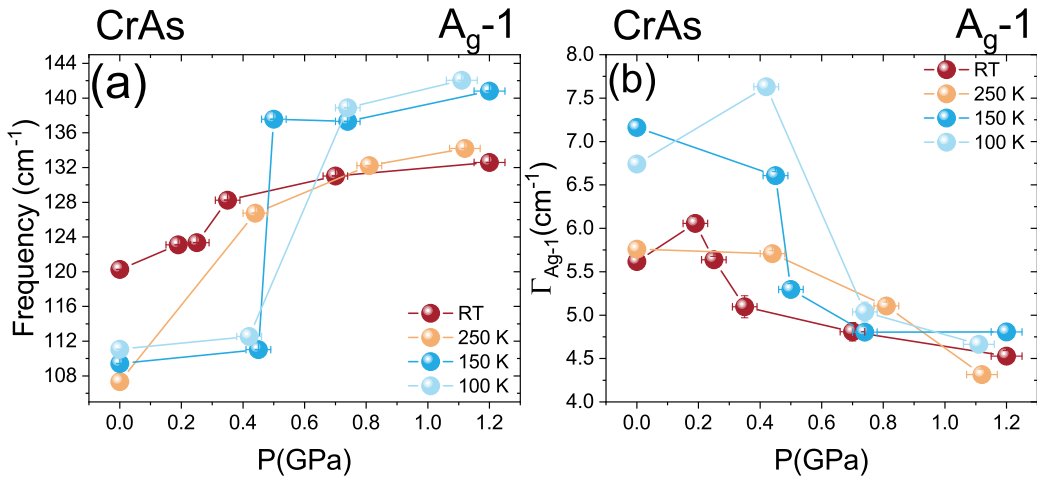 CrAs A_g-1
(a)
Frequency (cm⁻¹)
144
140
136
132
128
124
120
116
112
108
RT
250 K
150 K
100 K
0.0 0.2 0.4 0.6 0.8 1.0 1.2
P(GPa)
CrAs A_g-1
(b)
Γ_Ag-1(cm⁻¹)
8.0
7.5
7.0
6.5
6.0
5.5
5.0
4.5
4.0
RT
250 K
150 K
100 K
0.0 0.2 0.4 0.6 0.8 1.0 1.2
P(GPa)